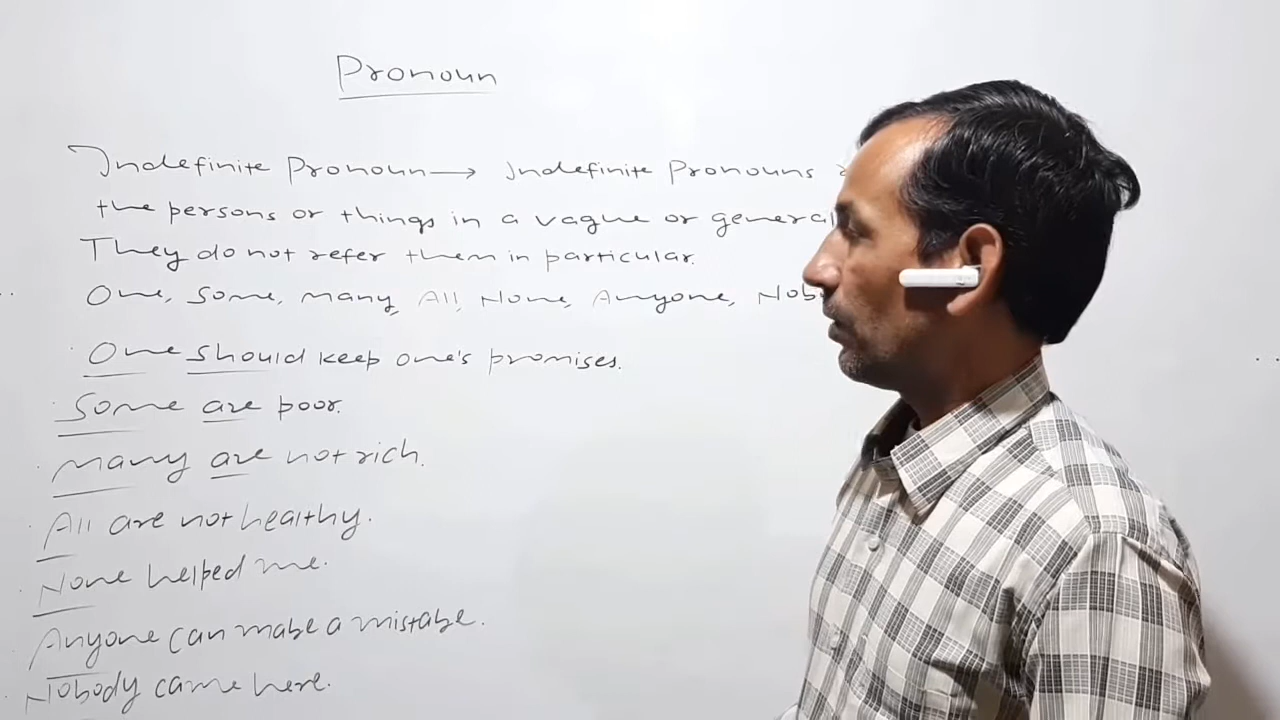 Pronoun
Indefinite Pronoun → Indefinite Pronouns
the persons or things in a vague or general
They do not refer them in particular.
One, Some, Many, All, None, Anyone,
One should keep one's promises.
Some are poor.
Many are not rich.
All are not healthy.
None helped me.
Anyone can make a mistake.
Nobody came here.